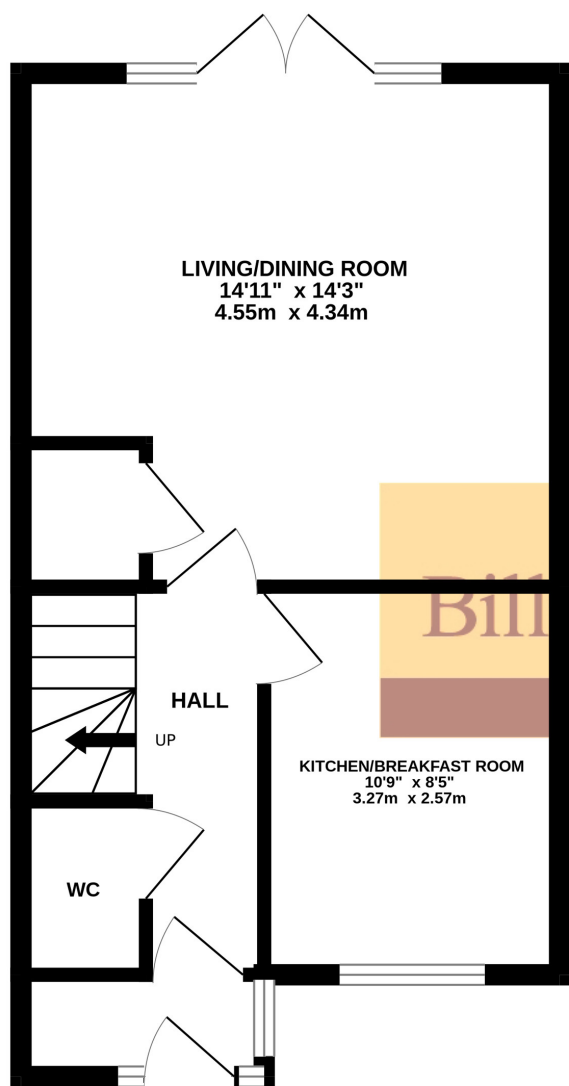 LIVING/DINING ROOM
14'11" x 14'3"
4.55m x 4.34m
Bill
HALL
UP
KITCHEN/BREAKFAST ROOM
10'9" x 8'5"
3.27m x 2.57m
WC